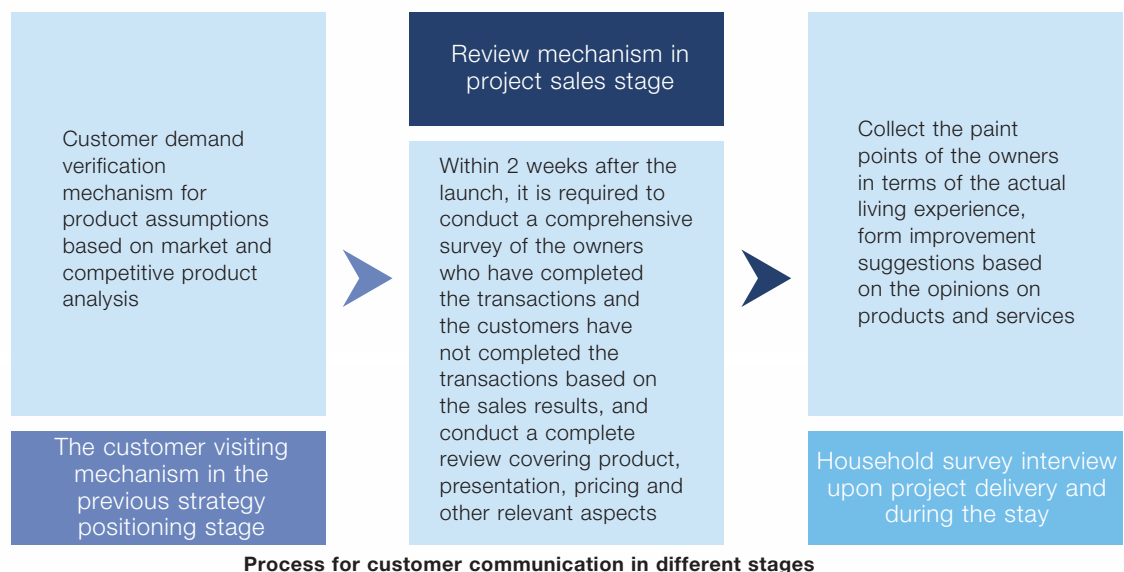 Customer demand
verification
mechanism for
product assumptions
based on market and
competitive product
analysis
The customer visiting
mechanism in the
previous strategy
positioning stage
Review mechanism in
project sales stage
Within 2 weeks after the
launch, it is required to
conduct a comprehensive
survey of the owners
who have completed
the transactions and
the customers have
not completed the
transactions based on
the sales results, and
conduct a complete
review covering product,
presentation, pricing and
other relevant aspects
Collect the paint
points of the owners
in terms of the actual
living experience,
form improvement
suggestions based
on the opinions on
products and services
Household survey interview
upon project delivery and
during the stay
Process for customer communication in different stages